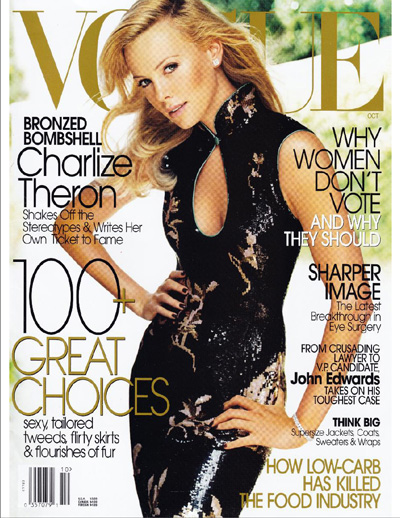 VOGUE
OCT
BRONZED
BOMBSHELL
Charlize
Theron
Shakes Off the
Stereotypes & Writes Her
Own Ticket to Fame
100+
GREAT
CHOICES
sexy, tailored
tweeds, flirty skirts
& flourishes of fur
WHY
WOMEN
DON'T
VOTE
AND WHY
THEY SHOULD
SHARPER
IMAGE
The Latest
Breakthrough in
Eye Surgery
FROM CRUSADING
LAWYER TO
V.P. CANDIDATE,
John Edwards
TAKES ON HIS
TOUGHEST CASE
THINK BIG
Supersize Jackets, Coats,
Sweaters & Wraps
HOW LOW-CARB
HAS KILLED
THE FOOD INDUSTRY
10>